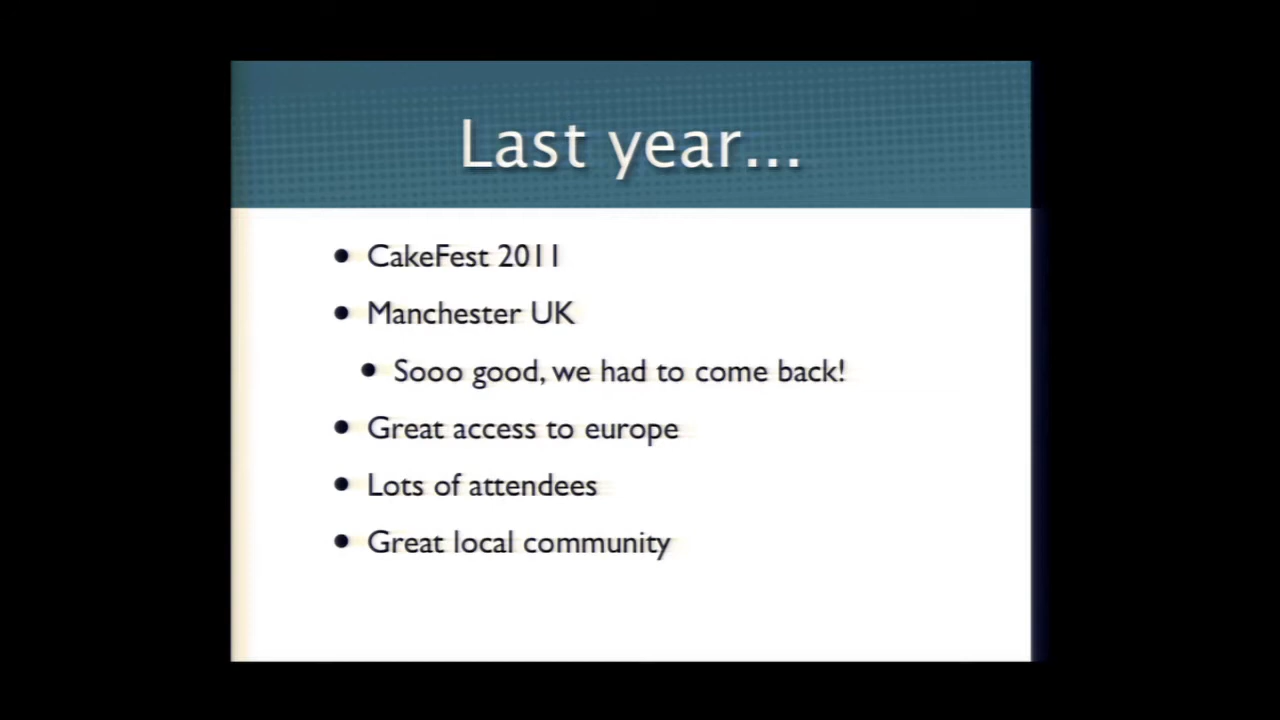 Last year...
• CakeFest 2011
• Manchester UK
• Sooo good, we had to come back!
• Great access to europe
• Lots of attendees
• Great local community